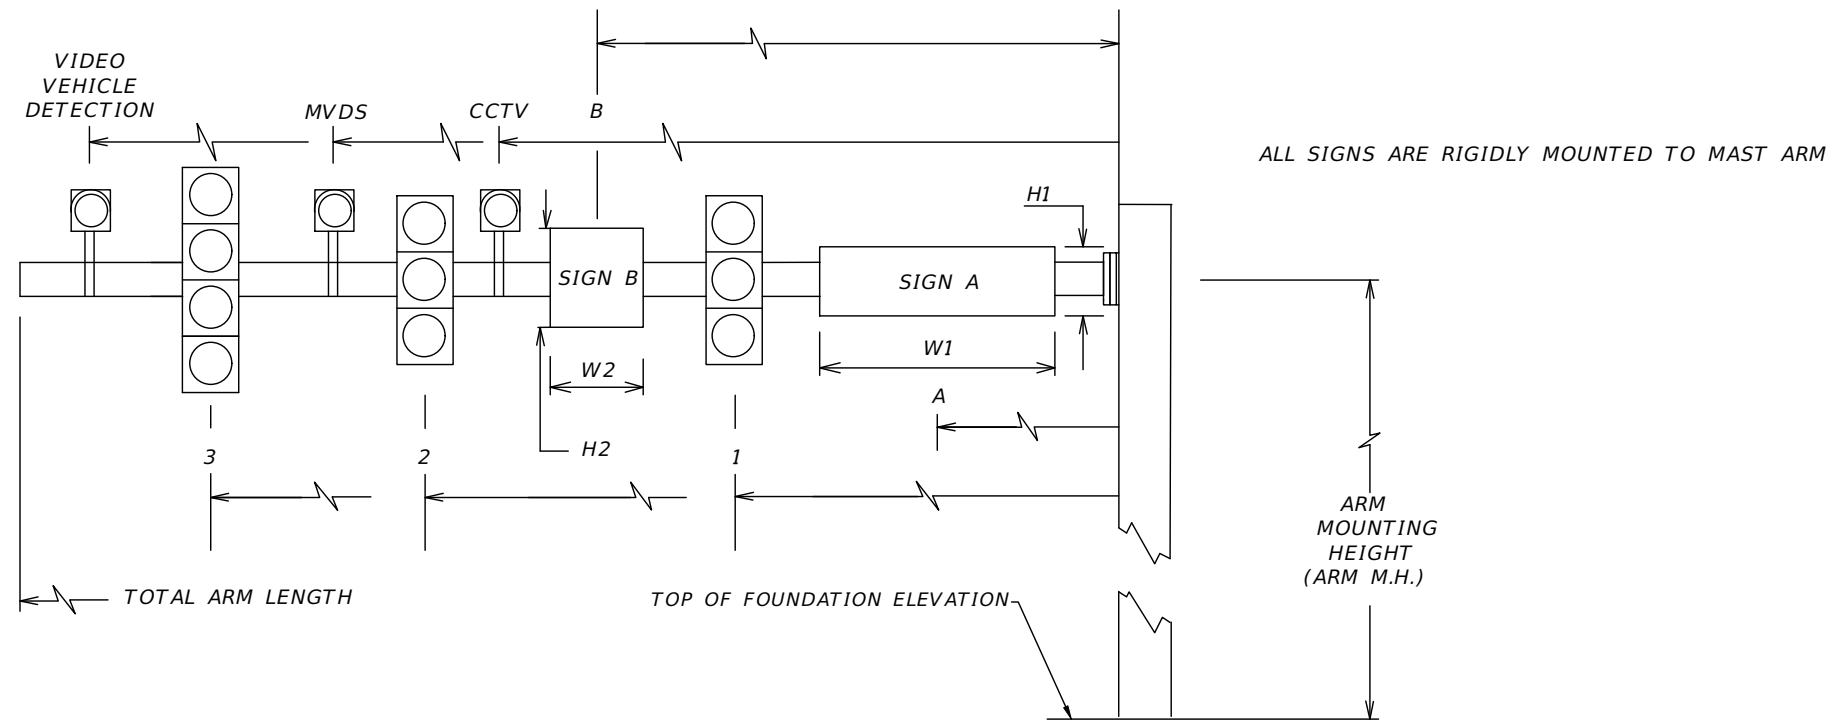 VIDEO
VEHICLE
DETECTION
MVDS
CCTV
B
ALL SIGNS ARE RIGIDLY MOUNTED TO MAST ARM
H1
SIGN B
SIGN A
W1
W2
A
H2
3
2
1
ARM
MOUNTING
HEIGHT
(ARM M.H.)
TOTAL ARM LENGTH
TOP OF FOUNDATION ELEVATION